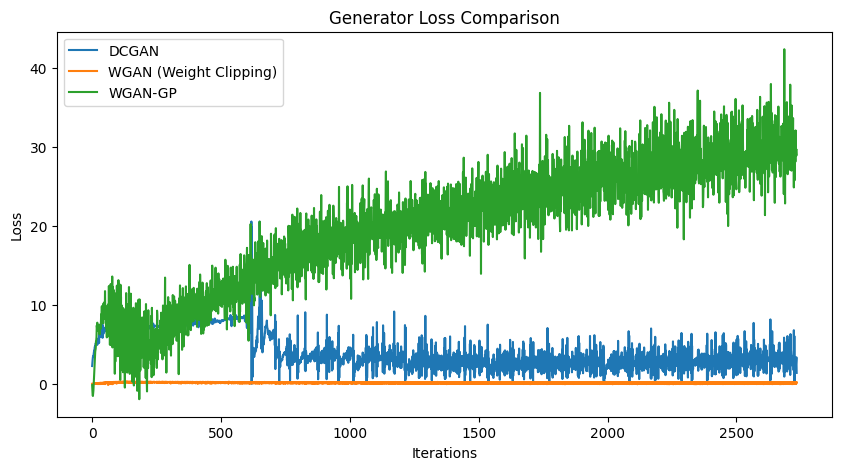 Generator Loss Comparison
DCGAN
WGAN (Weight Clipping)
WGAN-GP
Loss
40
30
20
10
0
0 500 1000 1500 2000 2500
Iterations